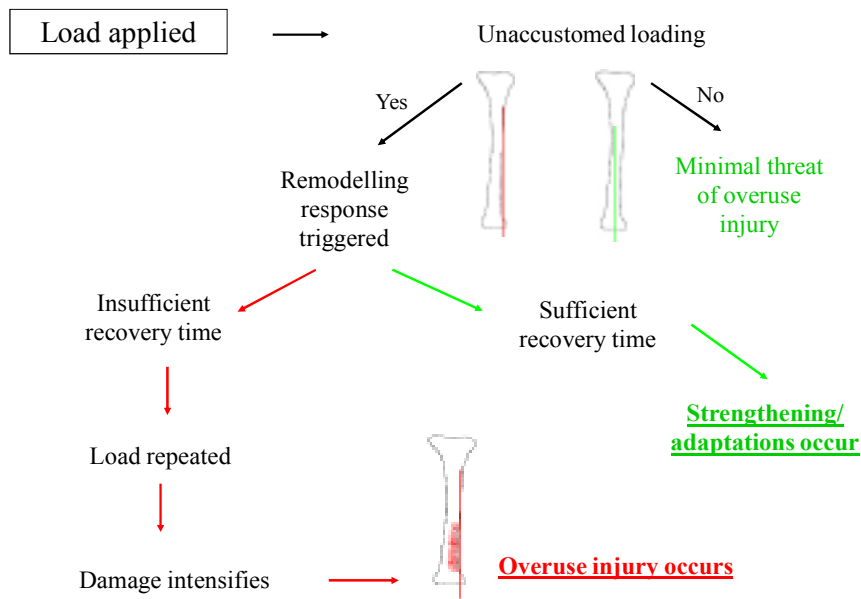 Load applied
Unaccustomed loading
Yes
No
Remodelling
response
triggered
Minimal threat
of overuse
injury
Insufficient
recovery time
Sufficient
recovery time
Strengthening/
adaptations occur
Load repeated
Damage intensifies
Overuse injury occurs